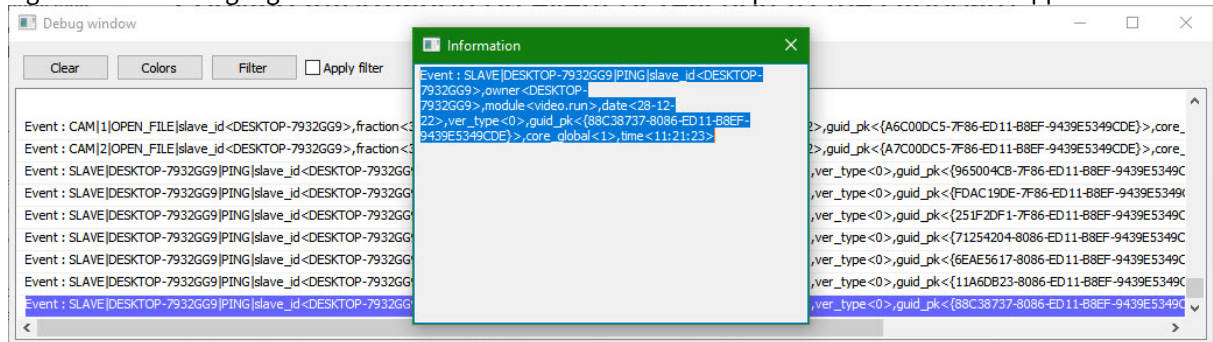 Debug window
Clear Colors Filter Apply filter
Information
Event : SLAVE|DESKTOP-7932GG9|PING|slave_id<DESKTOP-
7932GG9>,owner<DESKTOP-
7932GG9>,module<video.run>,date<28-12-
22>,ver_type<0>,guid_pk<{88C38737-8086-ED11-B8EF-
9439E5349CDE}>,core_global<1>,time<11:21:23>
Event : CAM|1|OPEN_FILE|slave_id<DESKTOP-7932GG9>,fraction<3 2>,guid_pk<{A6C00DC5-7F86-ED11-B8EF-9439E5349CDE}>,core_
Event : CAM|2|OPEN_FILE|slave_id<DESKTOP-7932GG9>,fraction<3 2>,guid_pk<{A7C00DC5-7F86-ED11-B8EF-9439E5349CDE}>,core_
Event : SLAVE|DESKTOP-7932GG9|PING|slave_id<DESKTOP-7932GG9 ,ver_type<0>,guid_pk<{965004CB-7F86-ED11-B8EF-9439E5349C
Event : SLAVE|DESKTOP-7932GG9|PING|slave_id<DESKTOP-7932GG9 ,ver_type<0>,guid_pk<{FDAC19DE-7F86-ED11-B8EF-9439E5349C
Event : SLAVE|DESKTOP-7932GG9|PING|slave_id<DESKTOP-7932GG9 ,ver_type<0>,guid_pk<{251F2DF1-7F86-ED11-B8EF-9439E5349C
Event : SLAVE|DESKTOP-7932GG9|PING|slave_id<DESKTOP-7932GG9 ,ver_type<0>,guid_pk<{71254204-8086-ED11-B8EF-9439E5349C
Event : SLAVE|DESKTOP-7932GG9|PING|slave_id<DESKTOP-7932GG9 ,ver_type<0>,guid_pk<{6EAE5617-8086-ED11-B8EF-9439E5349C
Event : SLAVE|DESKTOP-7932GG9|PING|slave_id<DESKTOP-7932GG9 ,ver_type<0>,guid_pk<{11A6DB23-8086-ED11-B8EF-9439E5349C
Event : SLAVE|DESKTOP-7932GG9|PING|slave_id<DESKTOP-7932GG9 ,ver_type<0>,guid_pk<{88C38737-8086-ED11-B8EF-9439E5349C